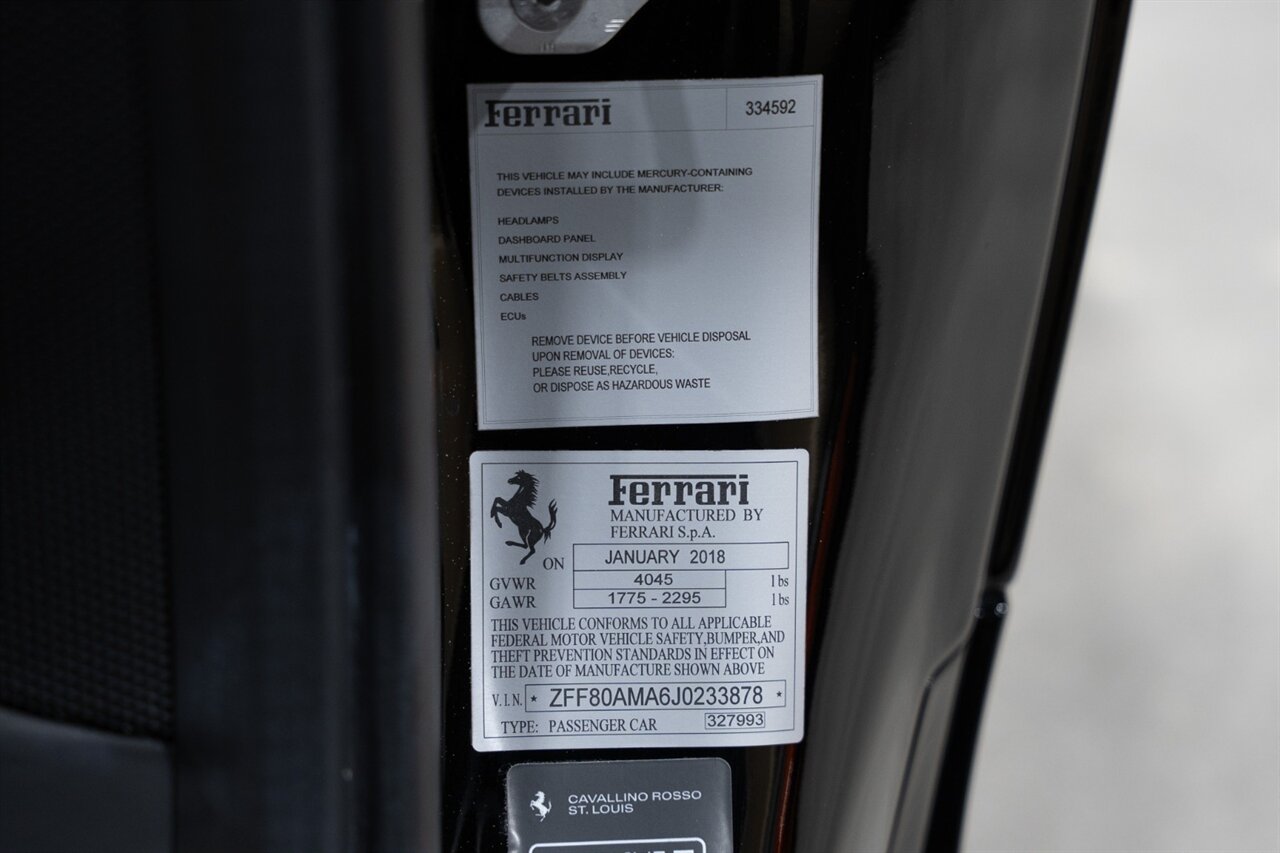 Ferrari 334592
THIS VEHICLE MAY INCLUDE MERCURY-CONTAINING
DEVICES INSTALLED BY THE MANUFACTURER:
HEADLAMPS
DASHBOARD PANEL
MULTIFUNCTION DISPLAY
SAFETY BELTS ASSEMBLY
CABLES
ECUs
REMOVE DEVICE BEFORE VEHICLE DISPOSAL
UPON REMOVAL OF DEVICES:
PLEASE REUSE,RECYCLE,
OR DISPOSE AS HAZARDOUS WASTE
Ferrari
MANUFACTURED BY
FERRARI S.p.A.
ON JANUARY 2018
GVWR 4045 lbs
GAWR 1775 - 2295 lbs
THIS VEHICLE CONFORMS TO ALL APPLICABLE
FEDERAL MOTOR VEHICLE SAFETY,BUMPER,AND
THEFT PREVENTION STANDARDS IN EFFECT ON
THE DATE OF MANUFACTURE SHOWN ABOVE
V.I.N. * ZFF80AMA6J0233878 *
TYPE: PASSENGER CAR 327993
CAVALLINO ROSSO
ST. LOUIS